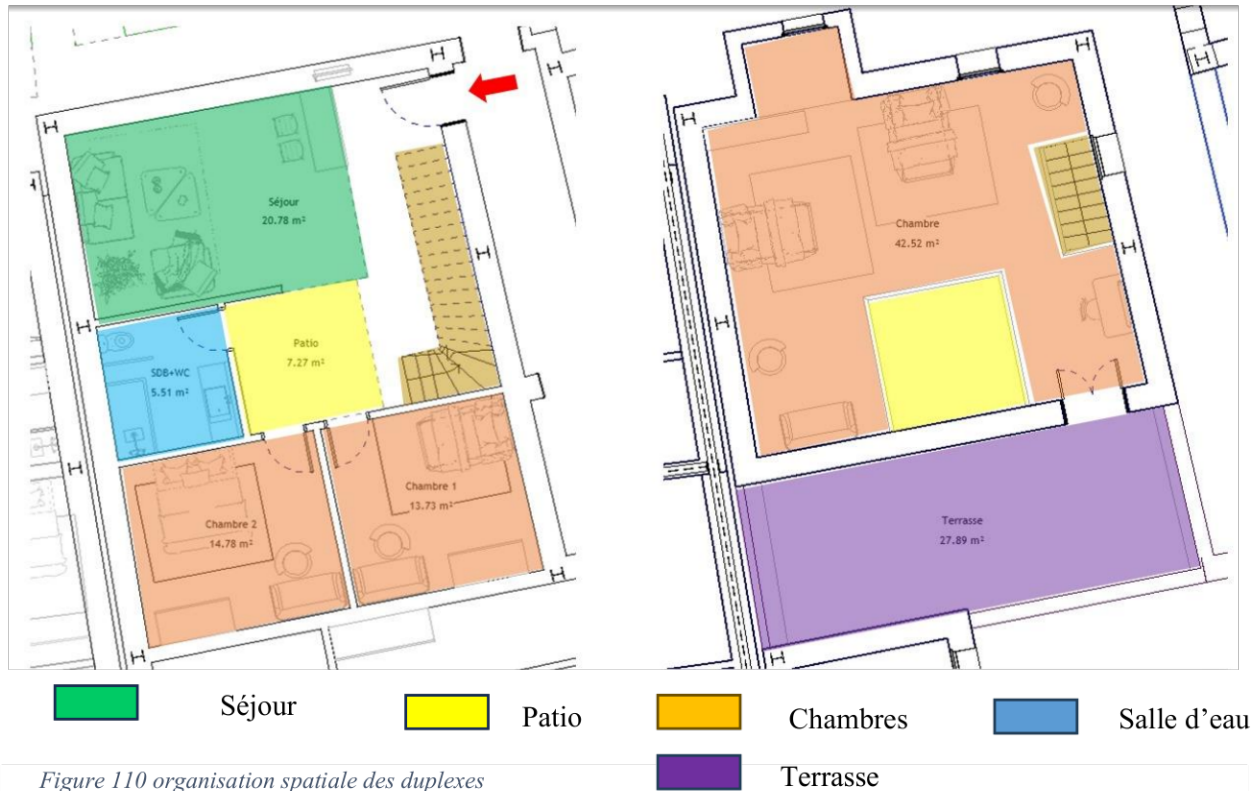 Séjour
20.78 m²
Patio
7.27 m²
SDB+WC
5.51 m²
Chambre 1
13.73 m²
Chambre 2
14.78 m²
Chambre
42.52 m²
Terrasse
27.89 m²
Séjour
Patio
Chambres
Salle d'eau
Terrasse
Figure 110 organisation spatiale des duplexes